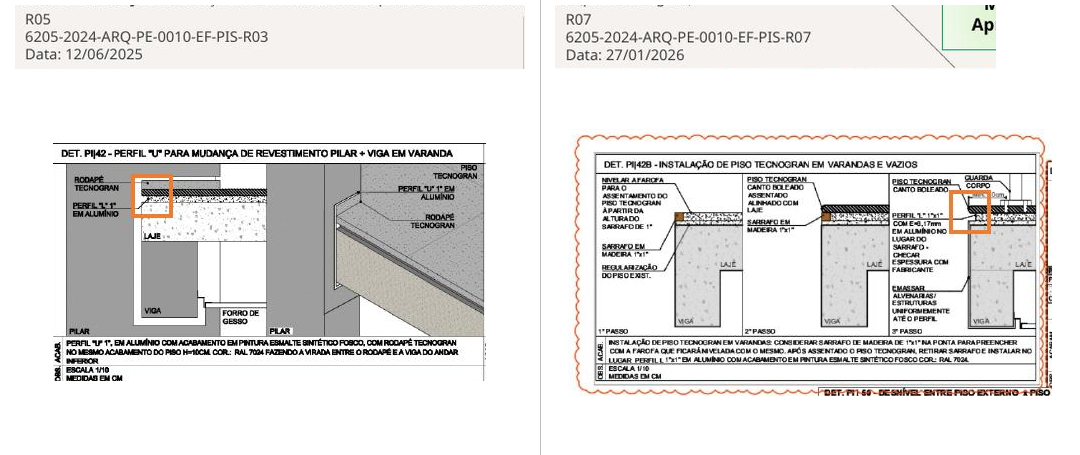 R05
6205-2024-ARQ-PE-0010-EF-PIS-R03
Data: 12/06/2025
DET. PI|42 - PERFIL "U" PARA MUDANÇA DE REVESTIMENTO PILAR + VIGA EM VARANDA
RODAPÉ
TECNOGRAN
PERFIL "L" 1"
EM ALUMÍNIO
LAJE
VIGA
FORRO DE
GESSO
PILAR
PILAR
PISO
TECNOGRAN
PERFIL "U" 1" EM
ALUMÍNIO
RODAPÉ
TECNOGRAN
OBS. ACAB.
PERFIL "U" 1", EM ALUMÍNIO COM ACABAMENTO EM PINTURA ESMALTE SINTÉTICO FOSCO, COM RODAPÉ TECNOGRAN
NO MESMO ACABAMENTO DO PISO H=10CM. COR.: RAL 7024 FAZENDO A VIRADA ENTRE O RODAPÉ E A VIGA DO ANDAR
INFERIOR
ESCALA 1/10
MEDIDAS EM CM
R07
6205-2024-ARQ-PE-0010-EF-PIS-R07
Data: 27/01/2026
Ap
DET. PI|42B - INSTALAÇÃO DE PISO TECNOGRAN EM VARANDAS E VAZIOS
NIVELAR A FAROFA
PARA O
ASSENTAMENTO DO
PISO TECNOGRAN
À PARTIR DA
ALTURA DO
SARRAFO DE 1"
SARRAFO EM
MADEIRA 1"x1"
REGULARIZAÇÃO
DO PISO EXIST.
LAJE
VIGA
1° PASSO
PISO TECNOGRAN
CANTO BOLEADO
ASSENTADO
ALINHADO COM
LAJE
SARRAFO EM
MADEIRA 1"x1"
LAJE
VIGA
2° PASSO
PISO TECNOGRAN
CANTO BOLEADO
GUARDA
CORPO
PERFIL "L" 1"x1"
COM E=3,17mm
EM ALUMÍNIO NO
LUGAR DO
SARRAFO -
CHECAR
ESPESSURA COM
FABRICANTE
EMASSAR
ALVENARIAS/
ESTRUTURAS
UNIFORMEMENTE
ATÉ O PERFIL
LAJE
VIGA
3° PASSO
OBS. ACAB.
INSTALAÇÃO DE PISO TECNOGRAN EM VARANDAS: CONSIDERAR SARRAFO DE MADEIRA DE 1"x1" NA PONTA PARA PREENCHER
COM A FAROFA QUE FICARÁ NIVELADA COM O MESMO. APÓS ASSENTADO O PISO TECNOGRAN, RETIRAR SARRAFO E INSTALAR NO
LUGAR PERFIL L 1"x1" EM ALUMÍNIO COM ACABAMENTO EM PINTURA ESMALTE SINTÉTICO FOSCO COR.: RAL 7024.
ESCALA 1/10
MEDIDAS EM CM
DESNÍVEL ENTRE PISO EXTERNO x PISO